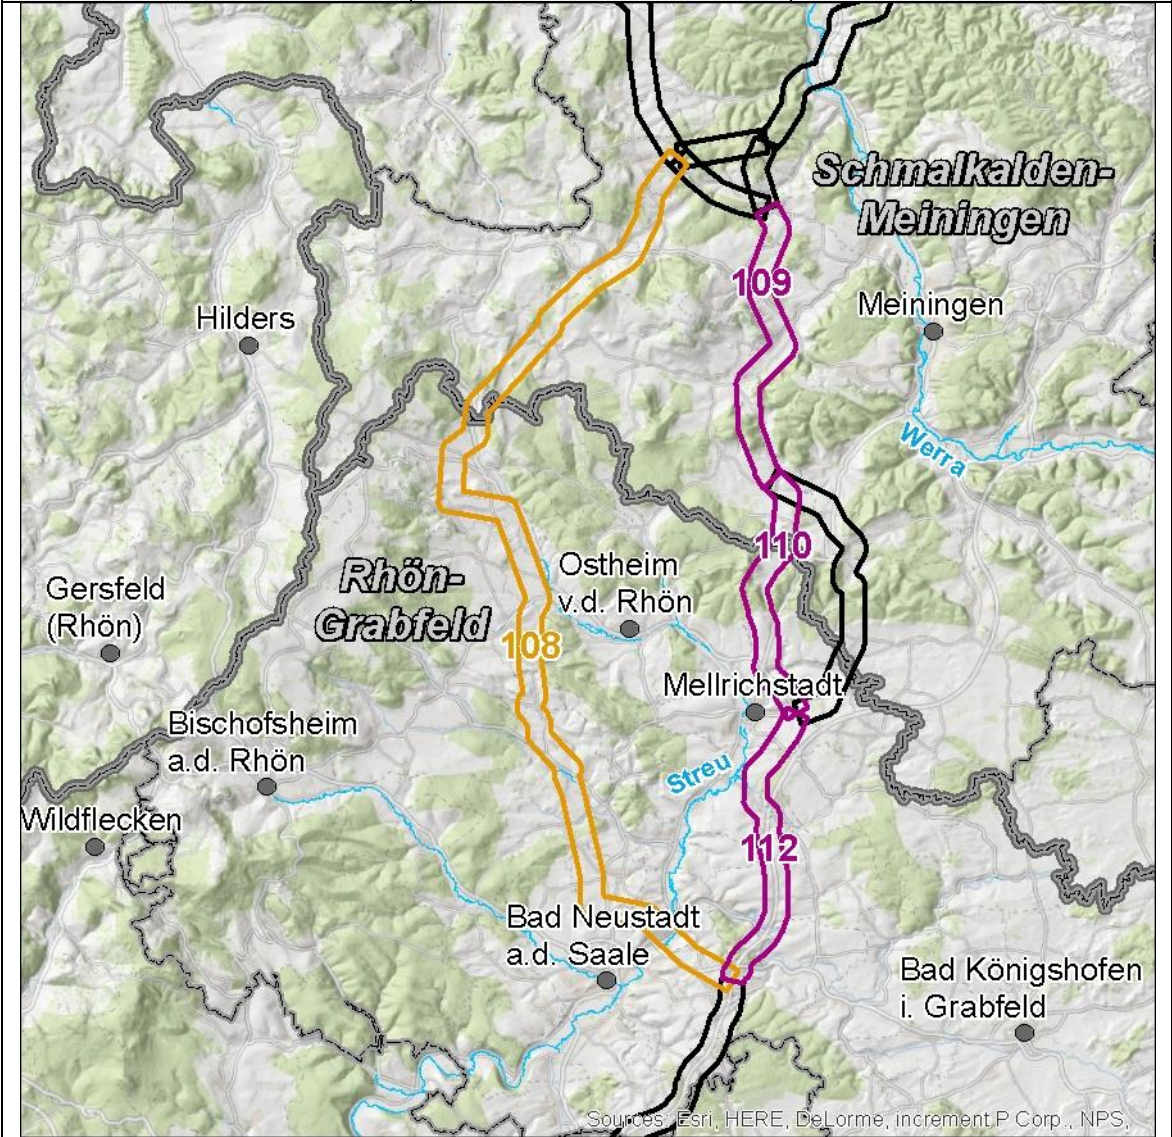 Schmalkalden-
Meiningen
109
Hilders
Meiningen
Werra
110
Rhön-
Grabfeld
Ostheim
v.d. Rhön
Gersfeld
(Rhön)
108
Mellrichstadt
Bischofsheim
a.d. Rhön
Streu
Wildflecken
112
Bad Neustadt
a.d. Saale
Bad Königshofen
i. Grabfeld
Sources: Esri, HERE, DeLorme, increment P Corp., NPS,